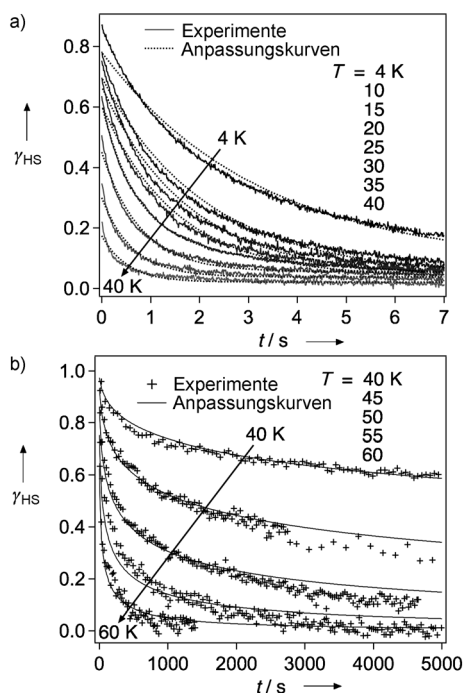 a)
Experimente
Anpassungskurven
T = 4 K
10
15
20
25
30
35
40
4 K
40 K
0.8
0.6
0.4
0.2
0.0
γHS
0 1 2 3 4 5 6 7
t / s
b)
Experimente
Anpassungskurven
T = 40 K
45
50
55
60
40 K
60 K
1.0
0.8
0.6
0.4
0.2
0.0
γHS
0 1000 2000 3000 4000 5000
t / s